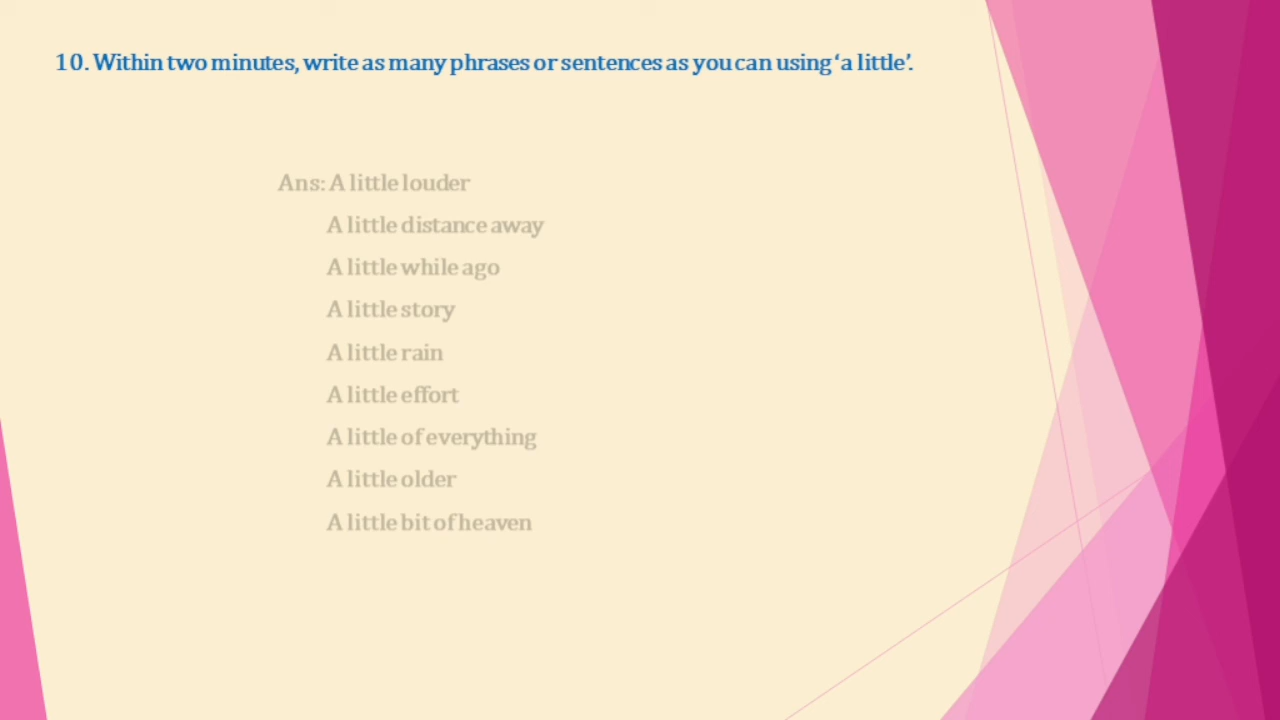 10. Within two minutes, write as many phrases or sentences as you can using ‘a little’.
Ans: A little louder
A little distance away
A little while ago
A little story
A little rain
A little effort
A little of everything
A little older
A little bit of heaven